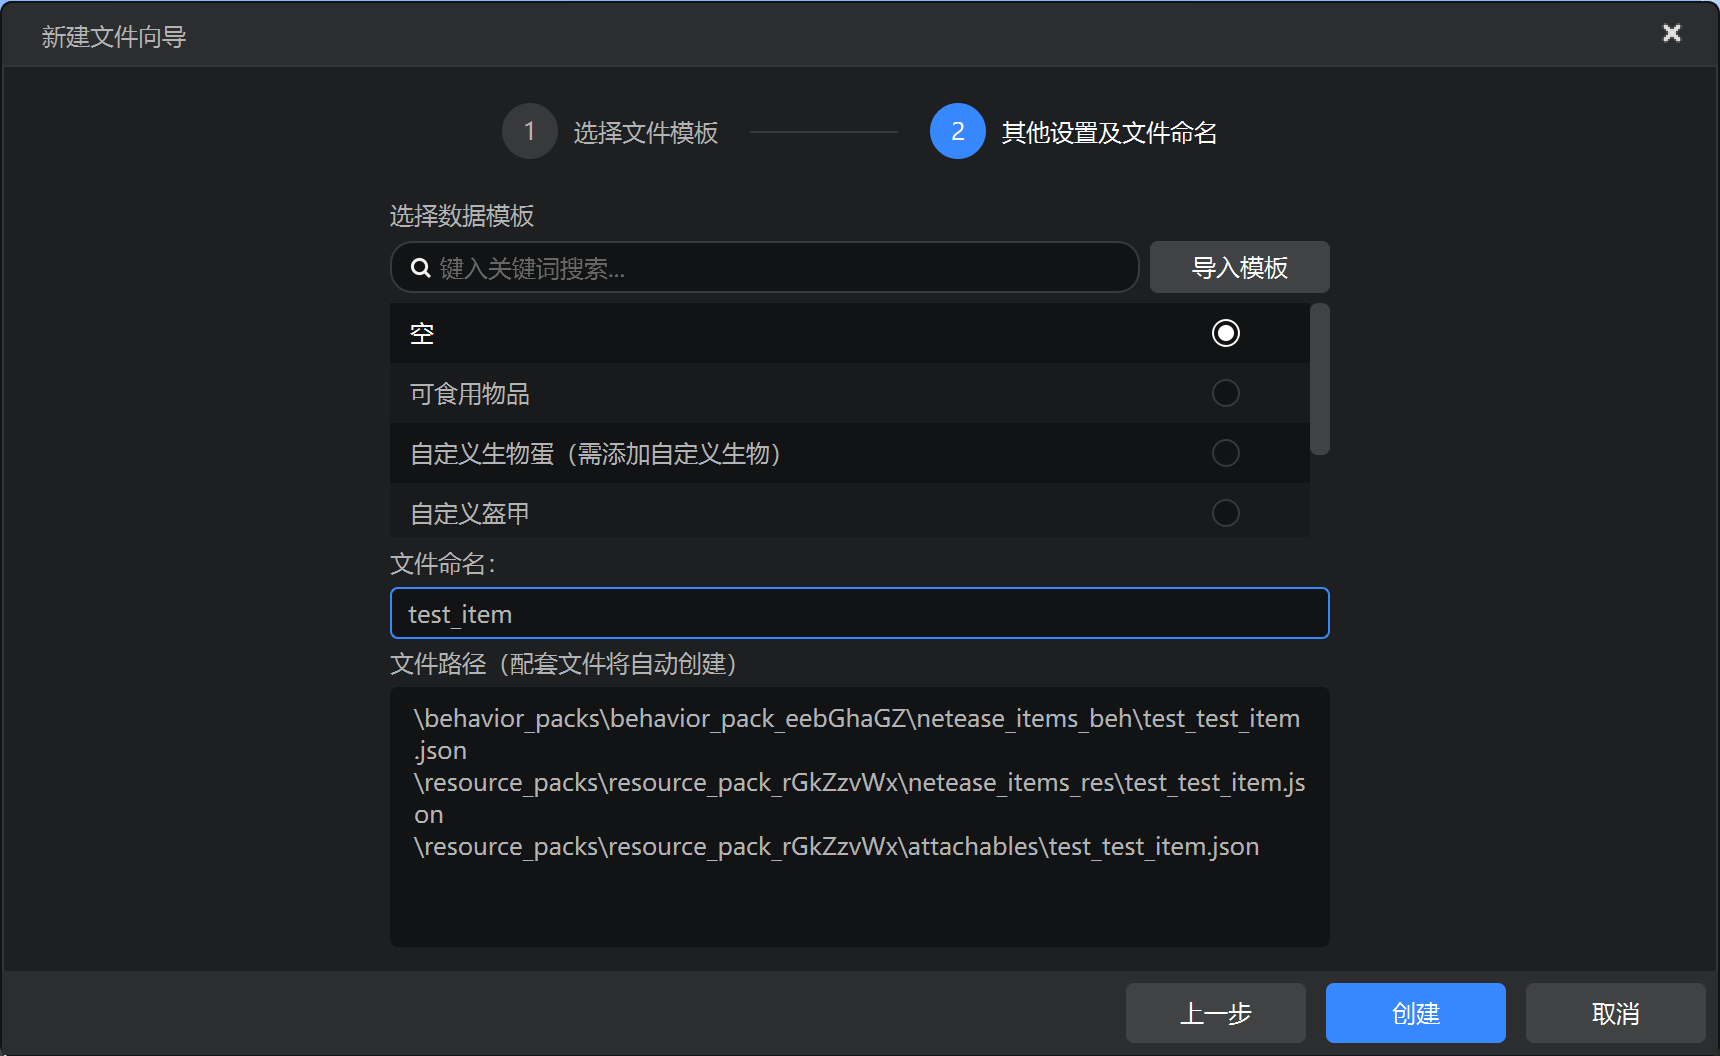 新建文件向导
1 选择文件模板
2 其他设置及文件命名
选择数据模板
键入关键词搜索...
导入模板
空
可食用物品
自定义生物蛋（需添加自定义生物）
自定义盔甲
文件命名：
test_item
文件路径（配套文件将自动创建）
\behavior_packs\behavior_pack_eebGhaGZ\netease_items_beh\test_test_item
.json
\resource_packs\resource_pack_rGkZzvWx\netease_items_res\test_test_item.js
on
\resource_packs\resource_pack_rGkZzvWx\attachables\test_test_item.json
上一步
创建
取消